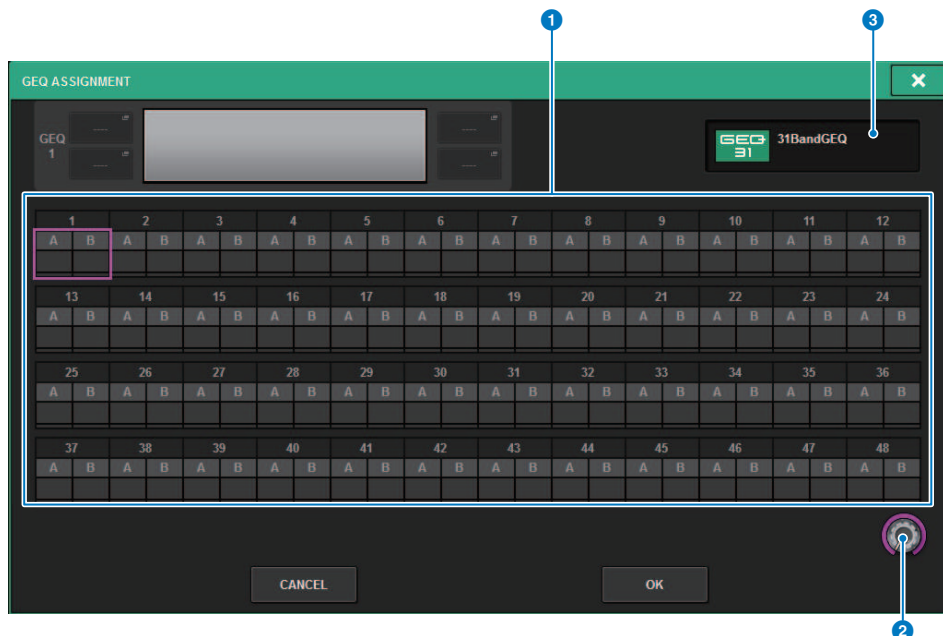 1 3
GEQ ASSIGNMENT ×
GEQ 1
GEQ 31 31BandGEQ
1 2 3 4 5 6 7 8 9 10 11 12
A B A B A B A B A B A B A B A B A B A B A B A B
13 14 15 16 17 18 19 20 21 22 23 24
A B A B A B A B A B A B A B A B A B A B A B A B
25 26 27 28 29 30 31 32 33 34 35 36
A B A B A B A B A B A B A B A B A B A B A B A B
37 38 39 40 41 42 43 44 45 46 47 48
A B A B A B A B A B A B A B A B A B A B A B A B
CANCEL OK
2